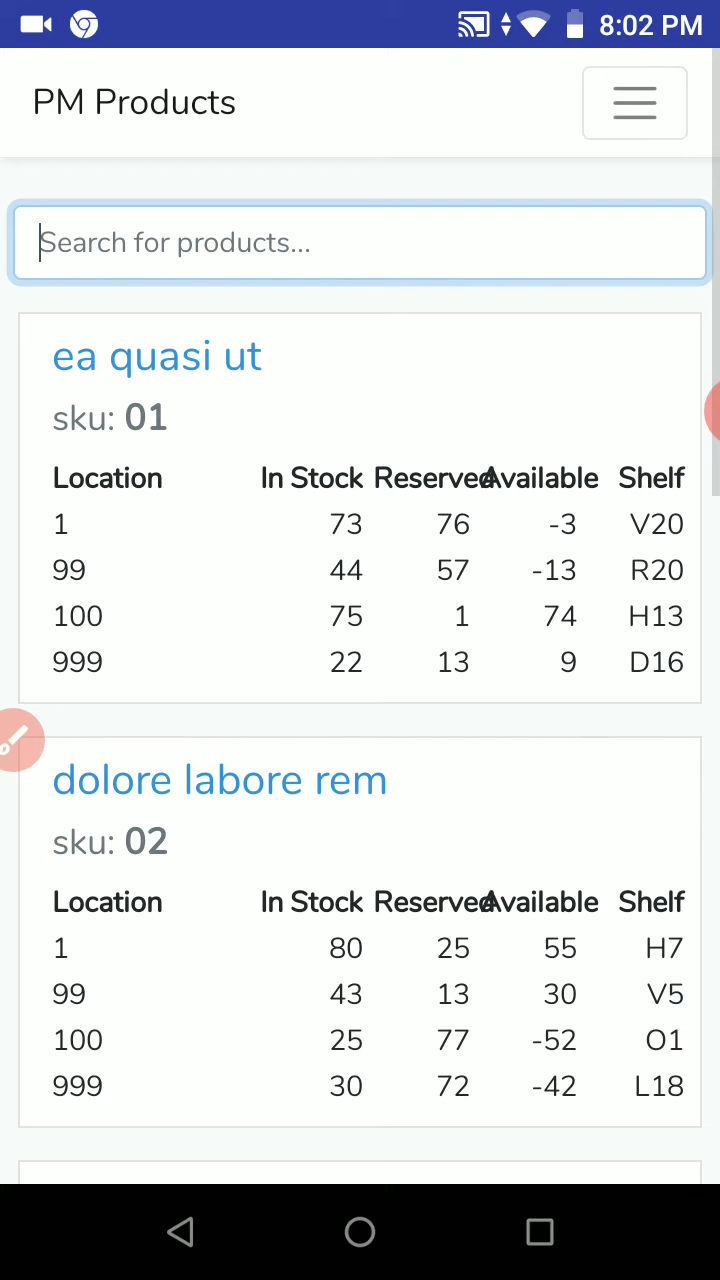 8:02 PM
PM Products
Search for products...
ea quasi ut
sku: 01
Location In Stock Reserved Available Shelf
1 73 76 -3 V20
99 44 57 -13 R20
100 75 1 74 H13
999 22 13 9 D16
dolore labore rem
sku: 02
Location In Stock Reserved Available Shelf
1 80 25 55 H7
99 43 13 30 V5
100 25 77 -52 O1
999 30 72 -42 L18